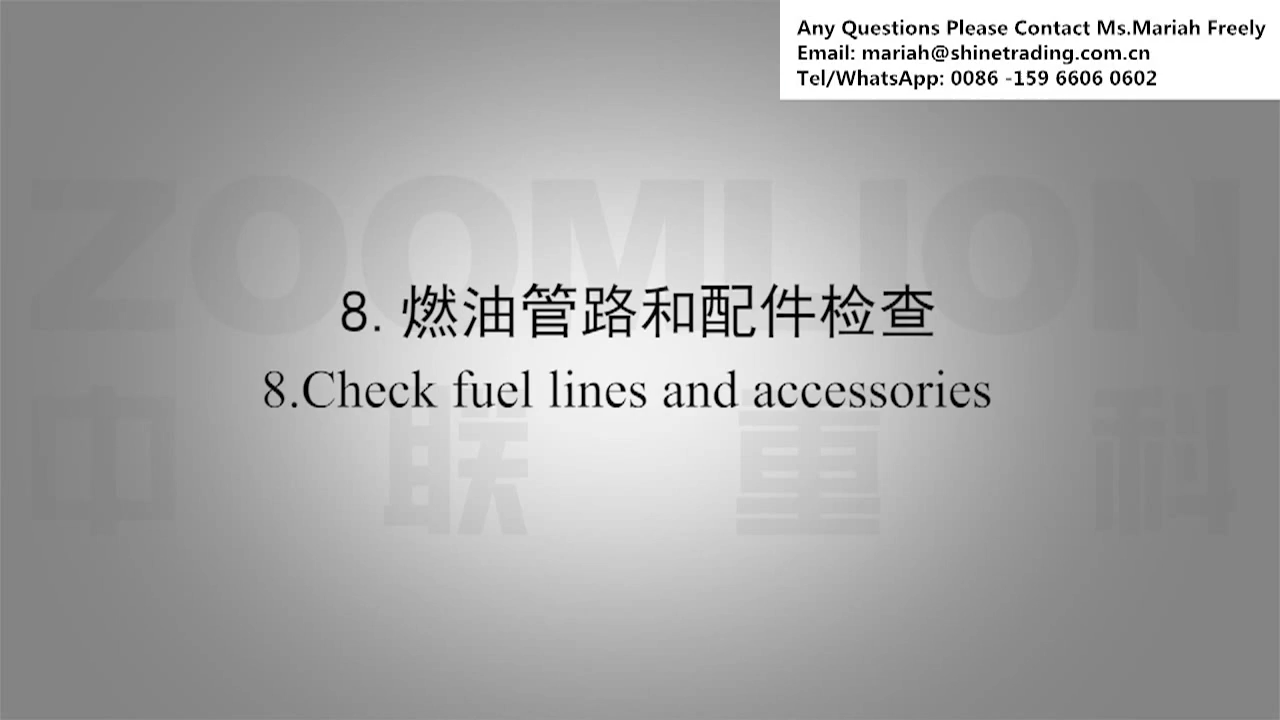 Any Questions Please Contact Ms.Mariah Freely
Email: mariah@shinetrading.com.cn
Tel/WhatsApp: 0086 -159 6606 0602
ZOOMLION
8. 燃油管路和配件检查
8.Check fuel lines and accessories
中联重科